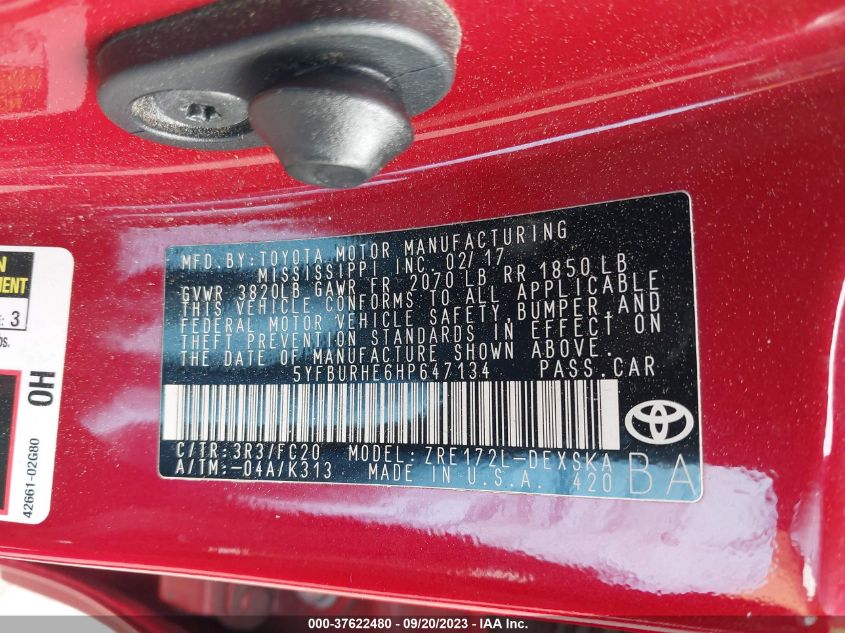 MFD.BY:TOYOTA MOTOR MANUFACTURING
MISSISSIPPI INC 02/17
GVWR 3820LB GAWR FR 2070 LB RR 1850 LB
THIS VEHICLE CONFORMS TO ALL APPLICABLE
FEDERAL MOTOR VEHICLE SAFETY,BUMPER,AND
THEFT PREVENTION STANDARDS IN EFFECT ON
THE DATE OF MANUFACTURE SHOWN ABOVE.
5YFBURHE6HP647134 PASS.CAR
C/TR:3R3/FC20 MODEL:ZRE172L-DEXSKA
A/TM:-04A/K313 MADE IN U.S.A. 420
BA
N
EMENT
E: 3
OS.
OH
42661-02G80
000-37622480 - 09/20/2023 - IAA Inc.